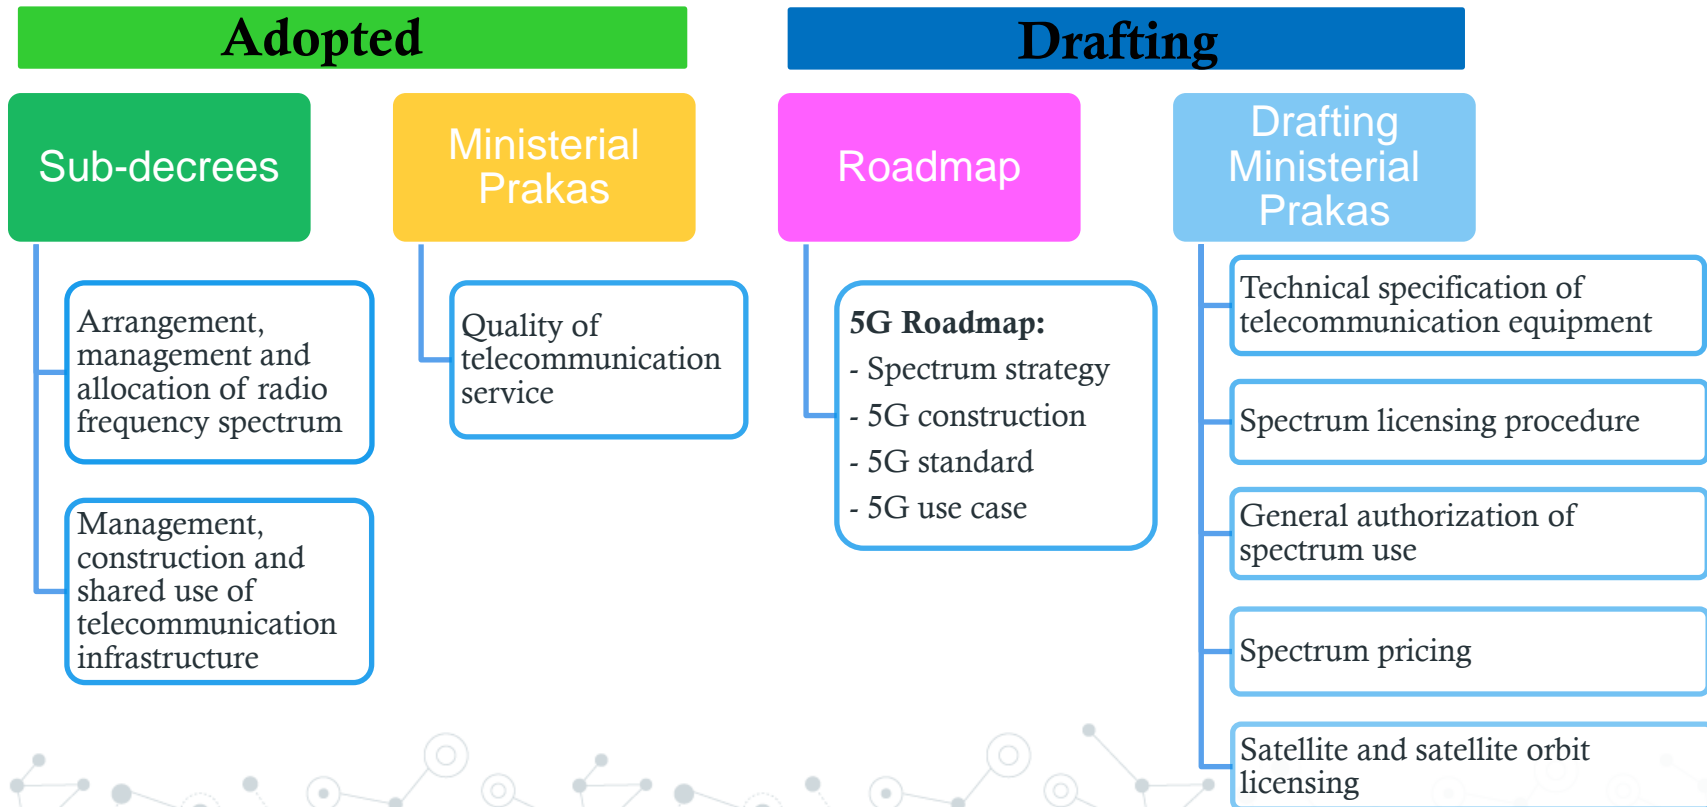 Adopted
Drafting
Sub-decrees
Ministerial
Prakas
Roadmap
Drafting
Ministerial
Prakas
Arrangement,
management and
allocation of radio
frequency spectrum
Management,
construction and
shared use of
telecommunication
infrastructure
Quality of
telecommunication
service
5G Roadmap:
- Spectrum strategy
- 5G construction
- 5G standard
- 5G use case
Technical specification of
telecommunication equipment
Spectrum licensing procedure
General authorization of
spectrum use
Spectrum pricing
Satellite and satellite orbit
licensing